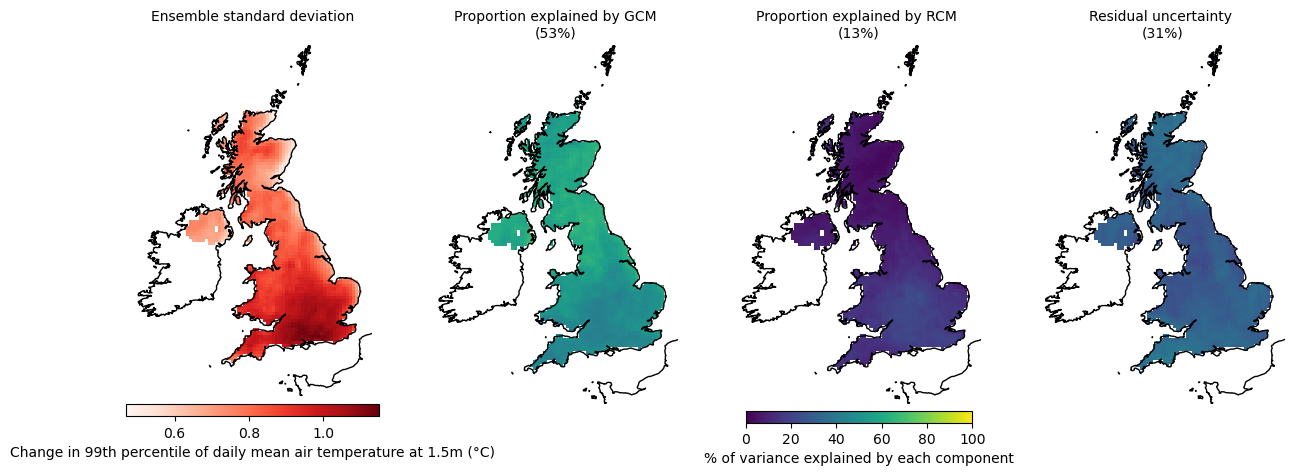 Ensemble standard deviation
Proportion explained by GCM
(53%)
Proportion explained by RCM
(13%)
Residual uncertainty
(31%)
0.6 0.8 1.0
Change in 99th percentile of daily mean air temperature at 1.5m (°C)
0 20 40 60 80 100
% of variance explained by each component